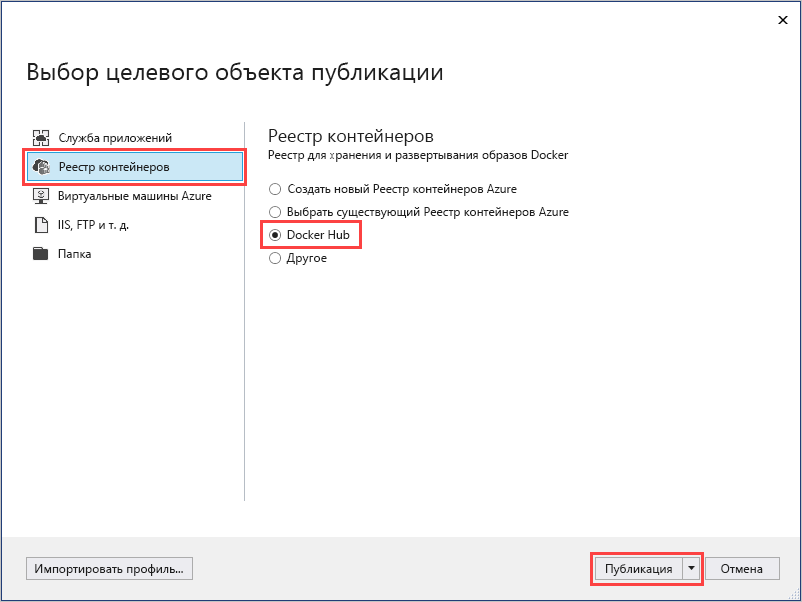 Выбор целевого объекта публикации
Служба приложений
Реестр контейнеров
Виртуальные машины Azure
IIS, FTP и т. д.
Папка
Реестр контейнеров
Реестр для хранения и развертывания образов Docker
Создать новый Реестр контейнеров Azure
Выбрать существующий Реестр контейнеров Azure
Docker Hub
Другое
Импортировать профиль...
Публикация
Отмена